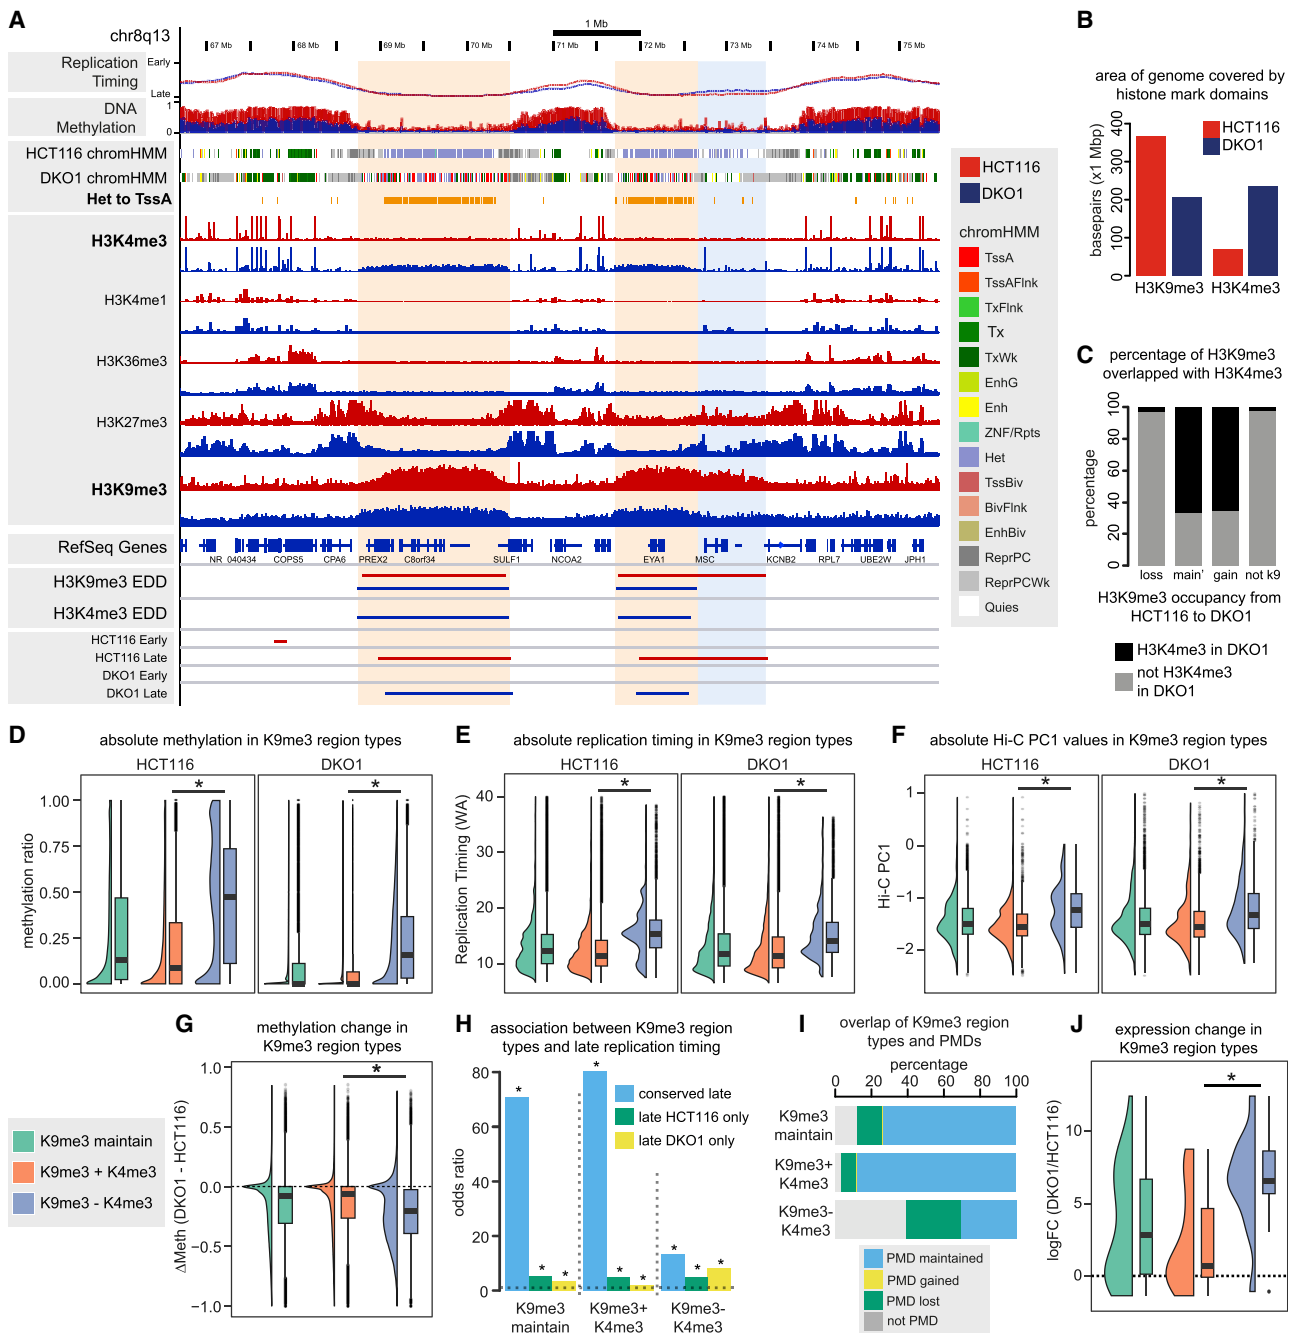 A
chr8q13
1 Mb
67 Mb
68 Mb
69 Mb
70 Mb
71 Mb
72 Mb
73 Mb
74 Mb
75 Mb
Replication
Timing
Early
Late
DNA
Methylation
1
0
HCT116 chromHMM
DKO1 chromHMM
Het to TssA
H3K4me3
H3K4me1
H3K36me3
H3K27me3
H3K9me3
RefSeq Genes
NR_040434
COPS5
CPA6
PREX2
C8orf34
SULF1
NCOA2
EYA1
MSC
KCNB2
RPL7
UBE2W
JPH1
H3K9me3 EDD
H3K4me3 EDD
HCT116 Early
HCT116 Late
DKO1 Early
DKO1 Late
HCT116
DKO1
chromHMM
TssA
TssAFlnk
TxFlnk
Tx
TxWk
EnhG
Enh
ZNF/Rpts
Het
TssBiv
BivFlnk
EnhBiv
ReprPC
ReprPCWk
Quies
B
area of genome covered by
histone mark domains
HCT116
DKO1
basepairs (x1 Mbp)
0
100
200
300
400
H3K9me3 H3K4me3
C
percentage of H3K9me3
overlapped with H3K4me3
percentage
0
20
40
60
80
100
loss main' gain not k9
H3K9me3 occupancy from
HCT116 to DKO1
H3K4me3 in DKO1
not H3K4me3
in DKO1
D
absolute methylation in K9me3 region types
HCT116 DKO1
* *
methylation ratio
1.00
0.75
0.50
0.25
0.00
E
absolute replication timing in K9me3 region types
HCT116 DKO1
* *
Replication Timing (WA)
40
30
20
10
F
absolute Hi-C PC1 values in K9me3 region types
HCT116 DKO1
* *
Hi-C PC1
1
0
−1
−2
K9me3 maintain
K9me3 + K4me3
K9me3 - K4me3
G
methylation change in
K9me3 region types
*
ΔMeth (DKO1 - HCT116)
1.0
0.0
−0.5
−1.0
H
association between K9me3 region
types and late replication timing
odds ratio
80
60
40
20
0
conserved late
late HCT116 only
late DKO1 only
* * * * * * * * *
K9me3
maintain
K9me3+
K4me3
K9me3-
K4me3
I
overlap of K9me3 region
types and PMDs
percentage
0 20 40 60 80 100
K9me3
maintain
K9me3+
K4me3
K9me3-
K4me3
PMD maintained
PMD gained
PMD lost
not PMD
J
expression change in
K9me3 region types
*
logFC (DKO1/HCT116)
10
5
0